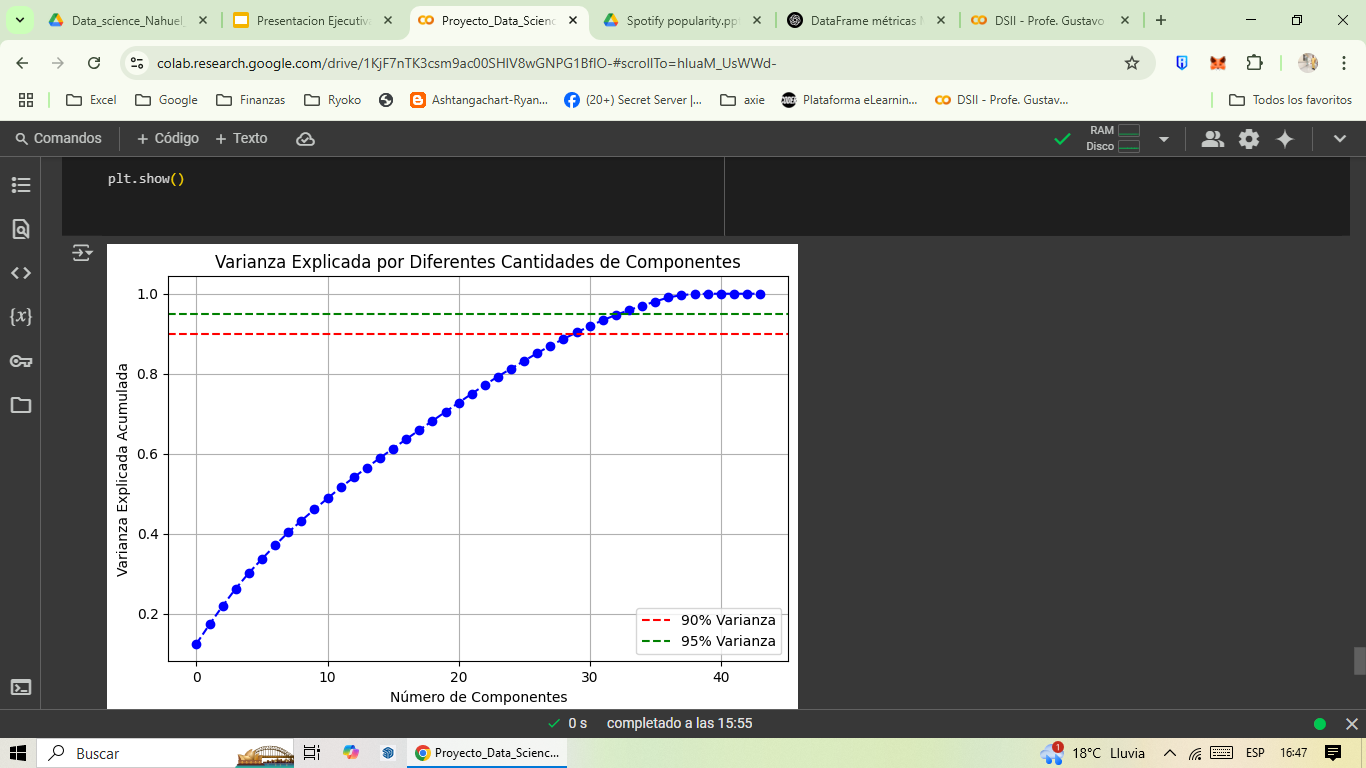 Data_science_Nahuel_
Presentacion Ejecutiva
Proyecto_Data_Scienc
Spotify popularity.pp
DataFrame métricas
DSII - Profe. Gustavo
colab.research.google.com/drive/1KjF7nTK3csm9ac00SHIV8wGNPG1BflO-#scrollTo=hIuaM_UsWWd-
Excel
Google
Finanzas
Ryoko
Ashtangachart-Ryan...
(20+) Secret Server |...
axie
Plataforma eLearnin...
DSII - Profe. Gustav...
Todos los favoritos
Comandos
+ Código
+ Texto
RAM
Disco
plt.show()
Varianza Explicada por Diferentes Cantidades de Componentes
1.0
0.8
0.6
0.4
0.2
Varianza Explicada Acumulada
90% Varianza
95% Varianza
0
10
20
30
40
Número de Componentes
0 s
completado a las 15:55
Buscar
Proyecto_Data_Scienc...
1
18°C Lluvia
ESP
16:47